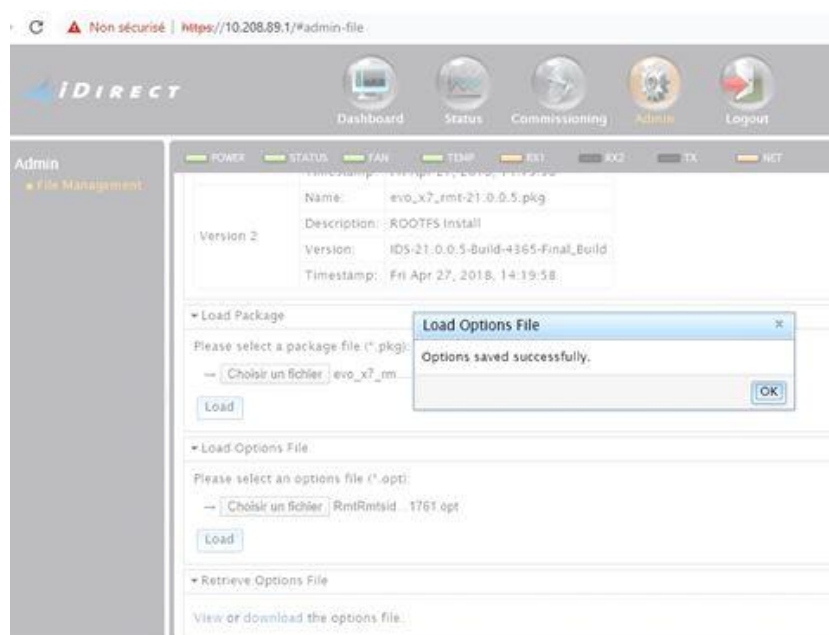 Non sécurisé | https://10.208.89.1/#admin-file
iDIRECT
Dashboard Status Commissioning Admin Logout
Admin
File Management
POWER STATUS FAN TEMP RX1 RX2 TX NET
Version 2
Name: evo_x7_rmt-21.0.0.5.pkg
Description: ROOTFS Install
Version: IDS-21.0.0.5-Build-4365-Final_Build
Timestamp: Fri Apr 27, 2018, 14:19:58
Load Package
Please select a package file (*.pkg):
Choisir un fichier evo_x7_rm
Load
Load Options File
Options saved successfully.
OK
Load Options File
Please select an options file (*.opt):
Choisir un fichier RmtRmtsid...1761.opt
Load
Retrieve Options File
View or download the options file.